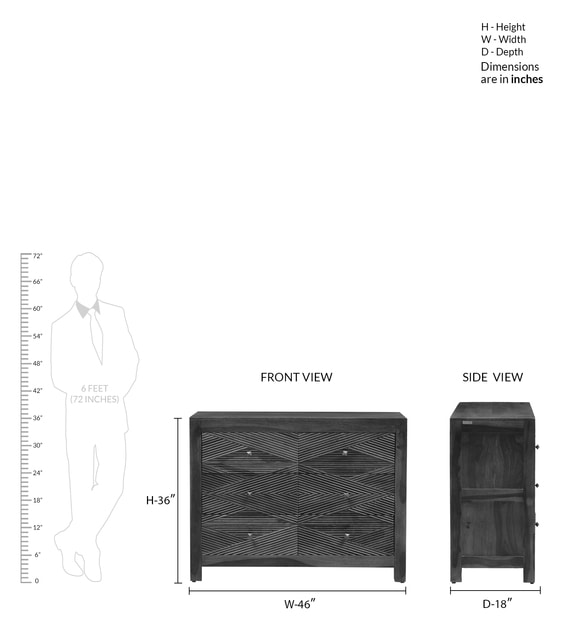 H - Height
W - Width
D - Depth
Dimensions
are in inches
72"
66"
60"
54"
48"
42"
36"
30"
24"
18"
12"
6"
0
6 FEET
(72 INCHES)
FRONT VIEW
SIDE VIEW
H-36"
W-46"
D-18"